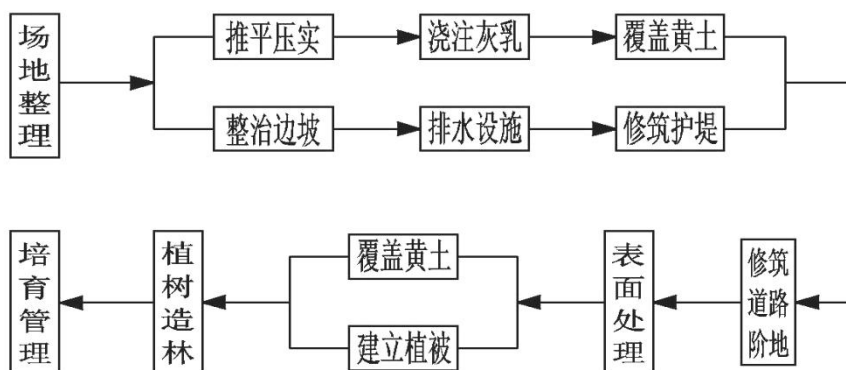 场地整理
推平压实
浇注灰乳
覆盖黄土
整治边坡
排水设施
修筑护堤
修筑道路阶地
表面处理
覆盖黄土
建立植被
植树造林
培育管理